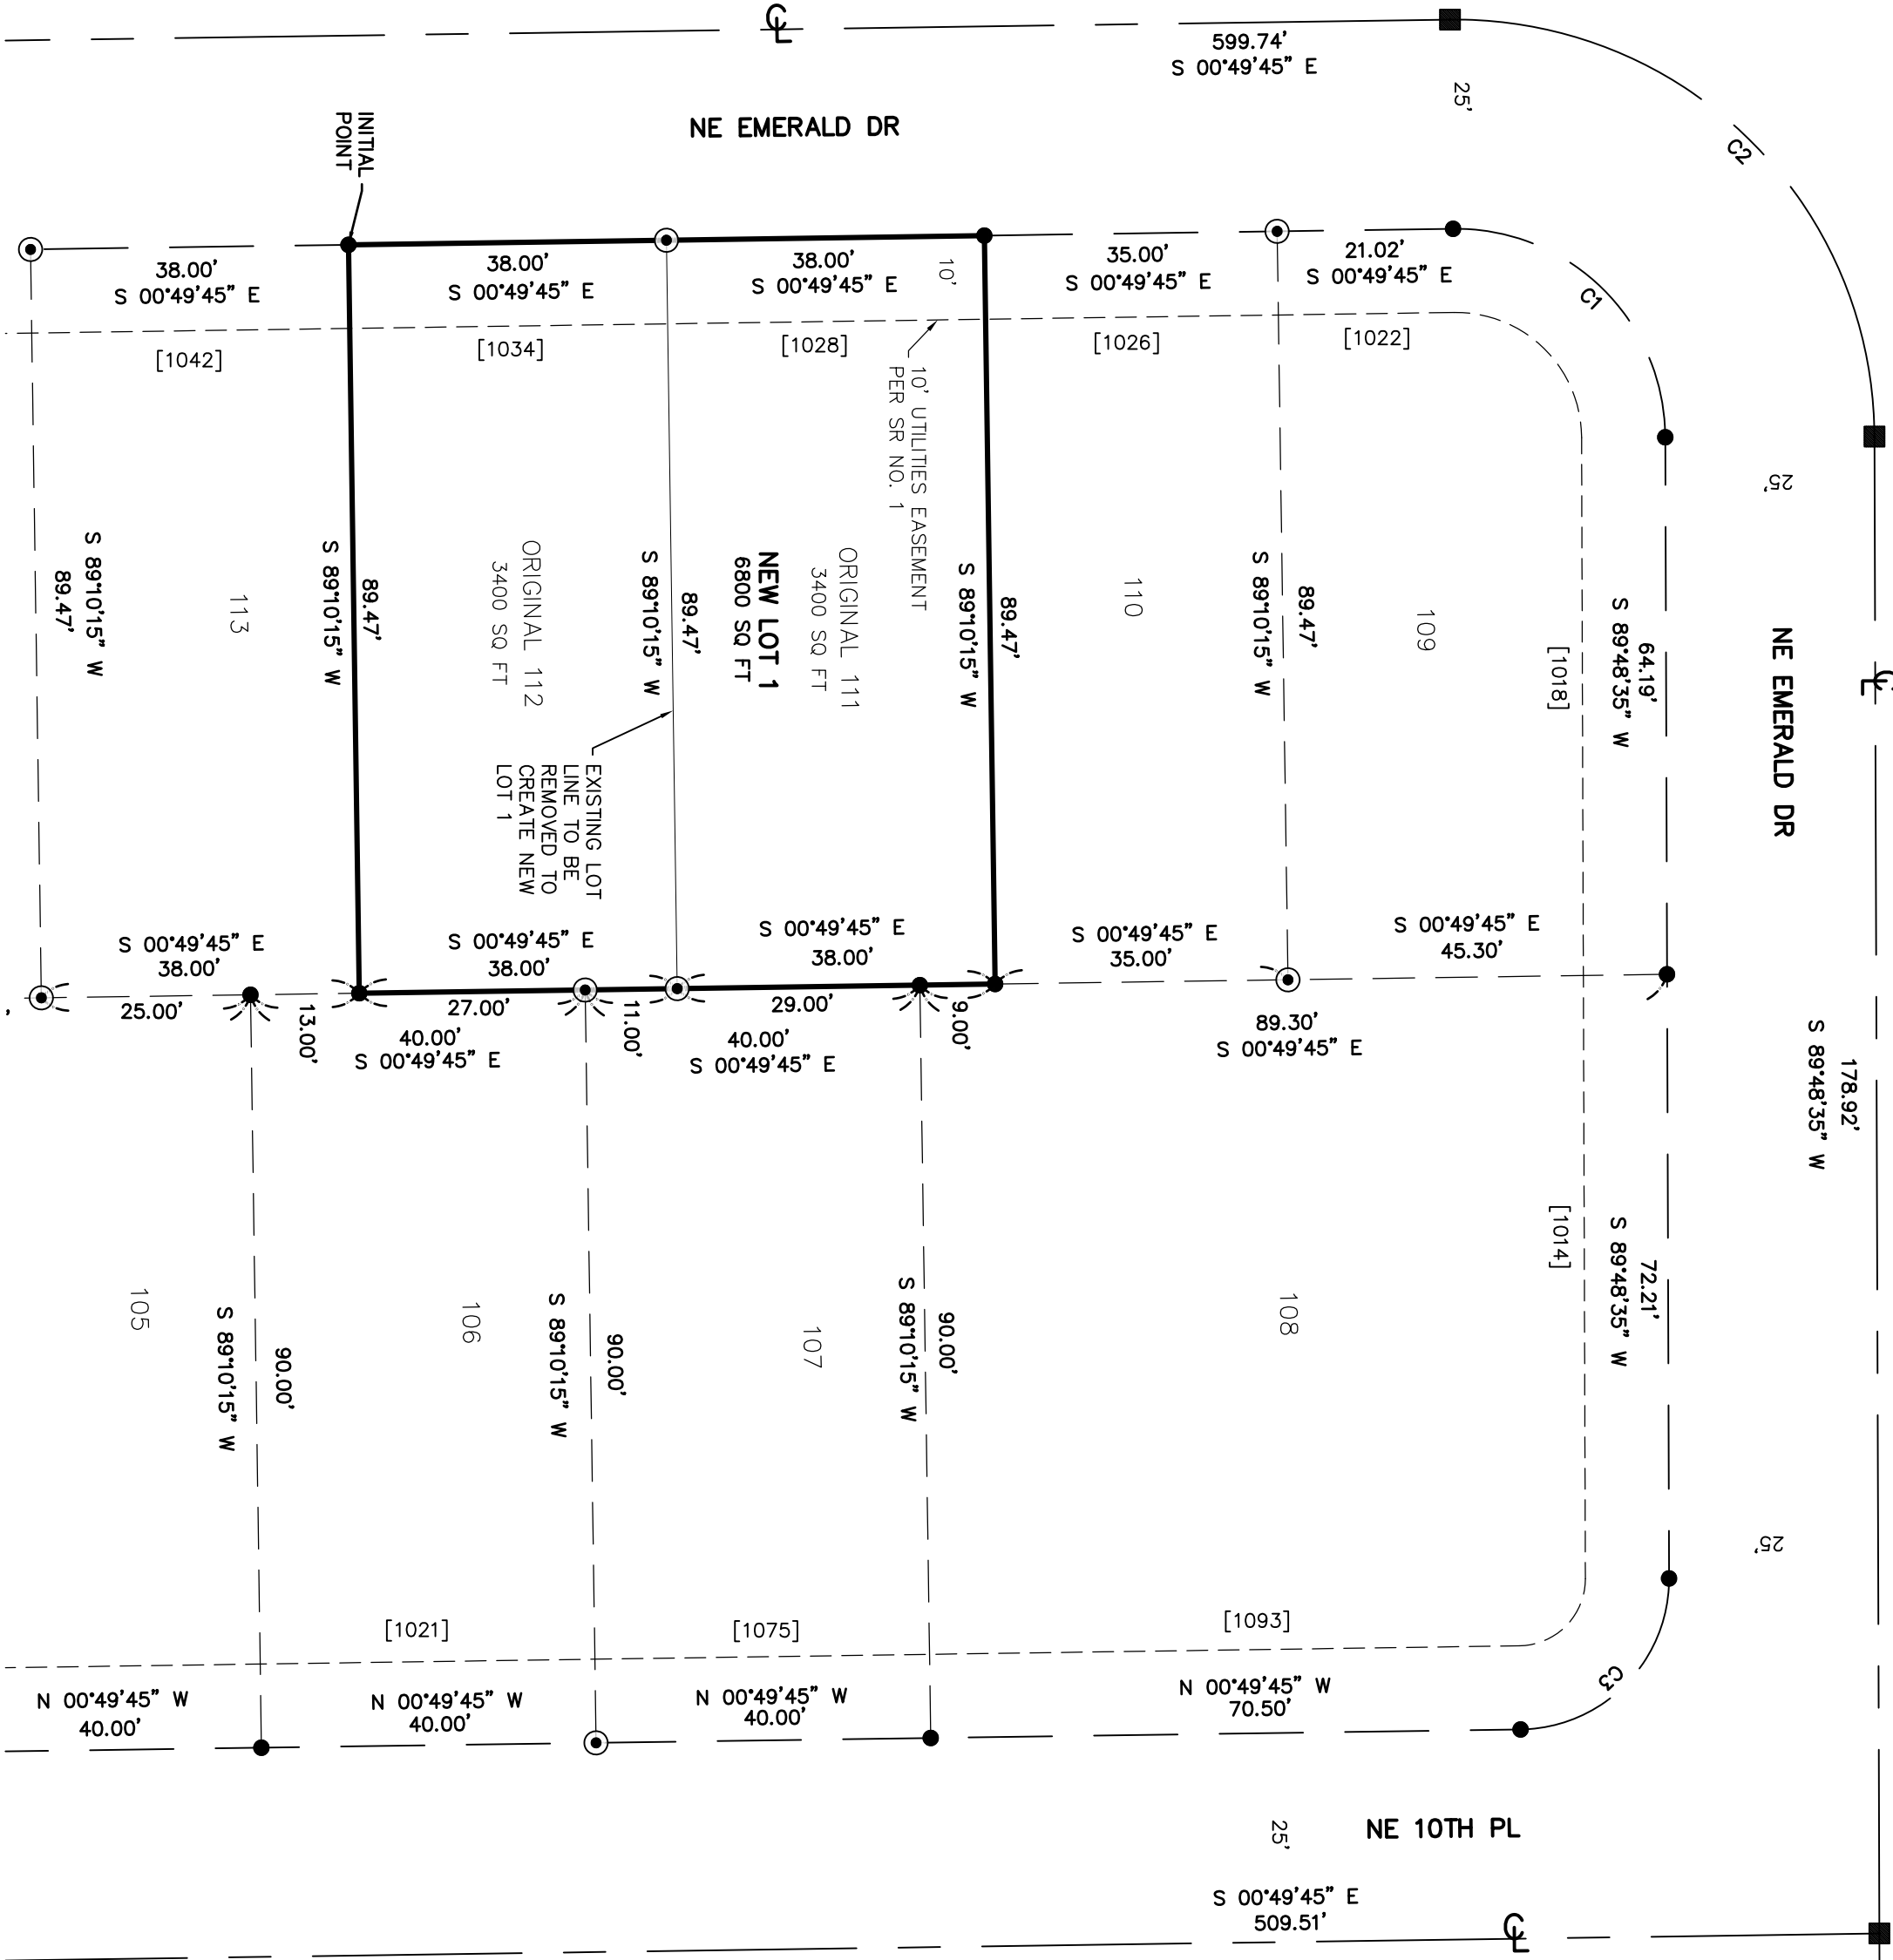 ℄
599.74’
S 00°49’45” E
25’
C2
INITIAL
POINT
NE EMERALD DR
38.00’
S 00°49’45” E
38.00’
S 00°49’45” E
38.00’
S 00°49’45” E
10’
35.00’
S 00°49’45” E
21.02’
S 00°49’45” E
C1
[1042]
[1034]
[1028]
[1026]
[1022]
10’ UTILITIES EASEMENT
PER SR NO. 1
25’
℄
NE EMERALD DR
S 89°10’15” W
89.47’
113
89.47’
S 89°10’15” W
ORIGINAL 112
3400 SQ FT
89.47’
S 89°10’15” W
NEW LOT 1
6800 SQ FT
ORIGINAL 111
3400 SQ FT
89.47’
S 89°10’15” W
110
89.47’
S 89°10’15” W
109
[1018]
64.19’
S 89°48’35” W
EXISTING LOT
LINE TO BE
REMOVED TO
CREATE NEW
LOT 1
S 00°49’45” E
38.00’
S 00°49’45” E
38.00’
S 00°49’45” E
38.00’
S 00°49’45” E
35.00’
S 00°49’45” E
45.30’
’
25.00’
13.00’
27.00’
40.00’
S 00°49’45” E
11.00’
29.00’
40.00’
S 00°49’45” E
9.00’
89.30’
S 00°49’45” E
178.92’
S 89°48’35” W
105
90.00’
S 89°10’15” W
106
90.00’
S 89°10’15” W
107
90.00’
S 89°10’15” W
108
[1014]
72.21’
S 89°48’35” W
25’
[1021]
[1075]
[1093]
C3
N 00°49’45” W
40.00’
N 00°49’45” W
40.00’
N 00°49’45” W
40.00’
N 00°49’45” W
70.50’
25’
NE 10TH PL
S 00°49’45” E
509.51’
℄